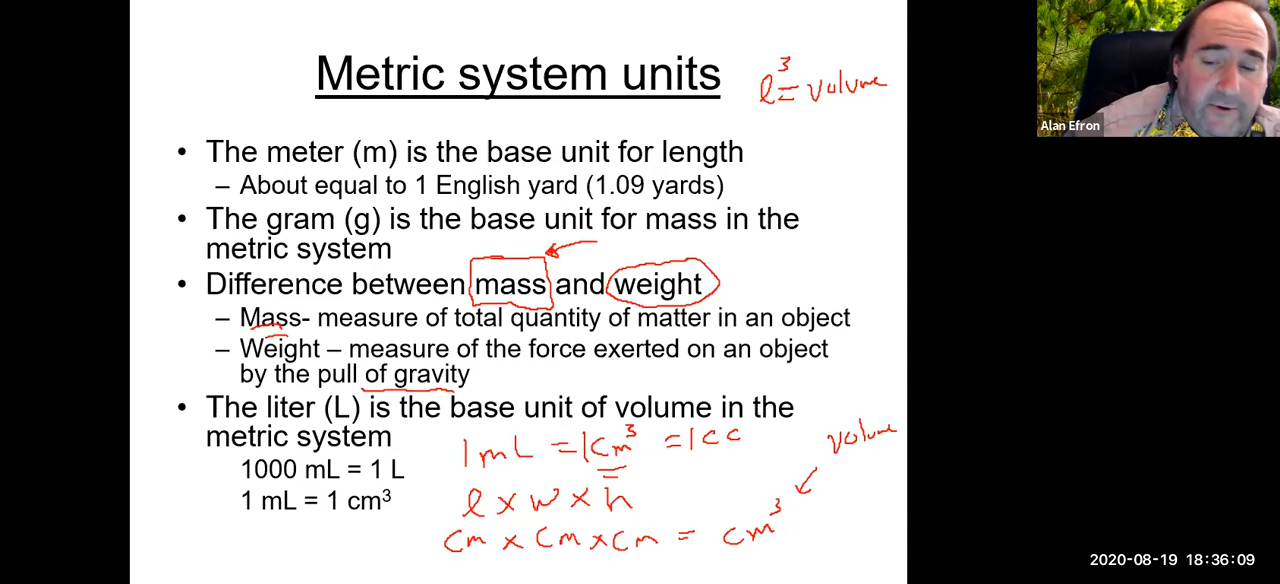 Metric system units
l³ = volume
• The meter (m) is the base unit for length
– About equal to 1 English yard (1.09 yards)
• The gram (g) is the base unit for mass in the
metric system
• Difference between mass and weight
– Mass- measure of total quantity of matter in an object
– Weight – measure of the force exerted on an object
by the pull of gravity
• The liter (L) is the base unit of volume in the
metric system
1000 mL = 1 L
1 mL = 1 cm³
1 mL = 1cm³ = 1cc
volume
l x w x h
cm x cm x cm = cm³
Alan Efron
2020-08-19 18:36:09